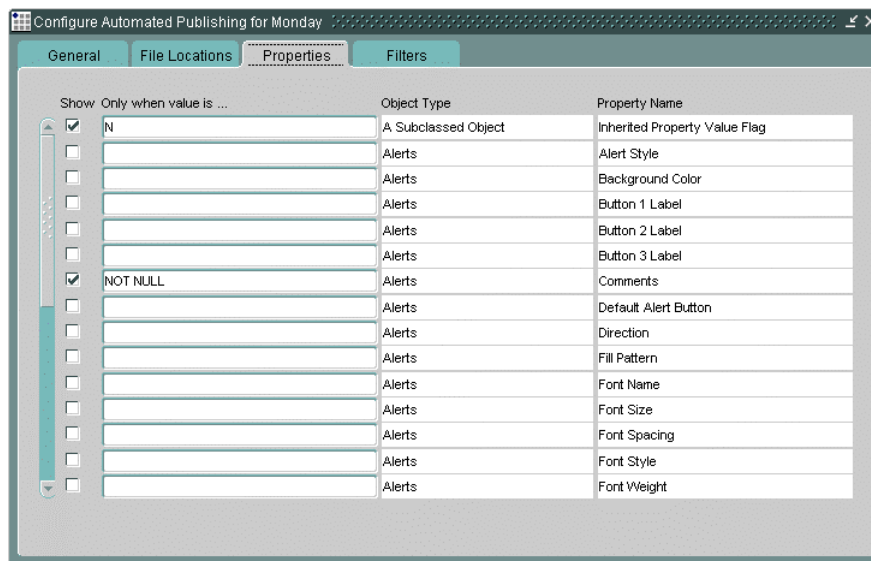 Configure Automated Publishing for Monday
General File Locations Properties Filters
Show Only when value is ... Object Type Property Name
N A Subclassed Object Inherited Property Value Flag
Alerts Alert Style
Alerts Background Color
Alerts Button 1 Label
Alerts Button 2 Label
Alerts Button 3 Label
NOT NULL Alerts Comments
Alerts Default Alert Button
Alerts Direction
Alerts Fill Pattern
Alerts Font Name
Alerts Font Size
Alerts Font Spacing
Alerts Font Style
Alerts Font Weight